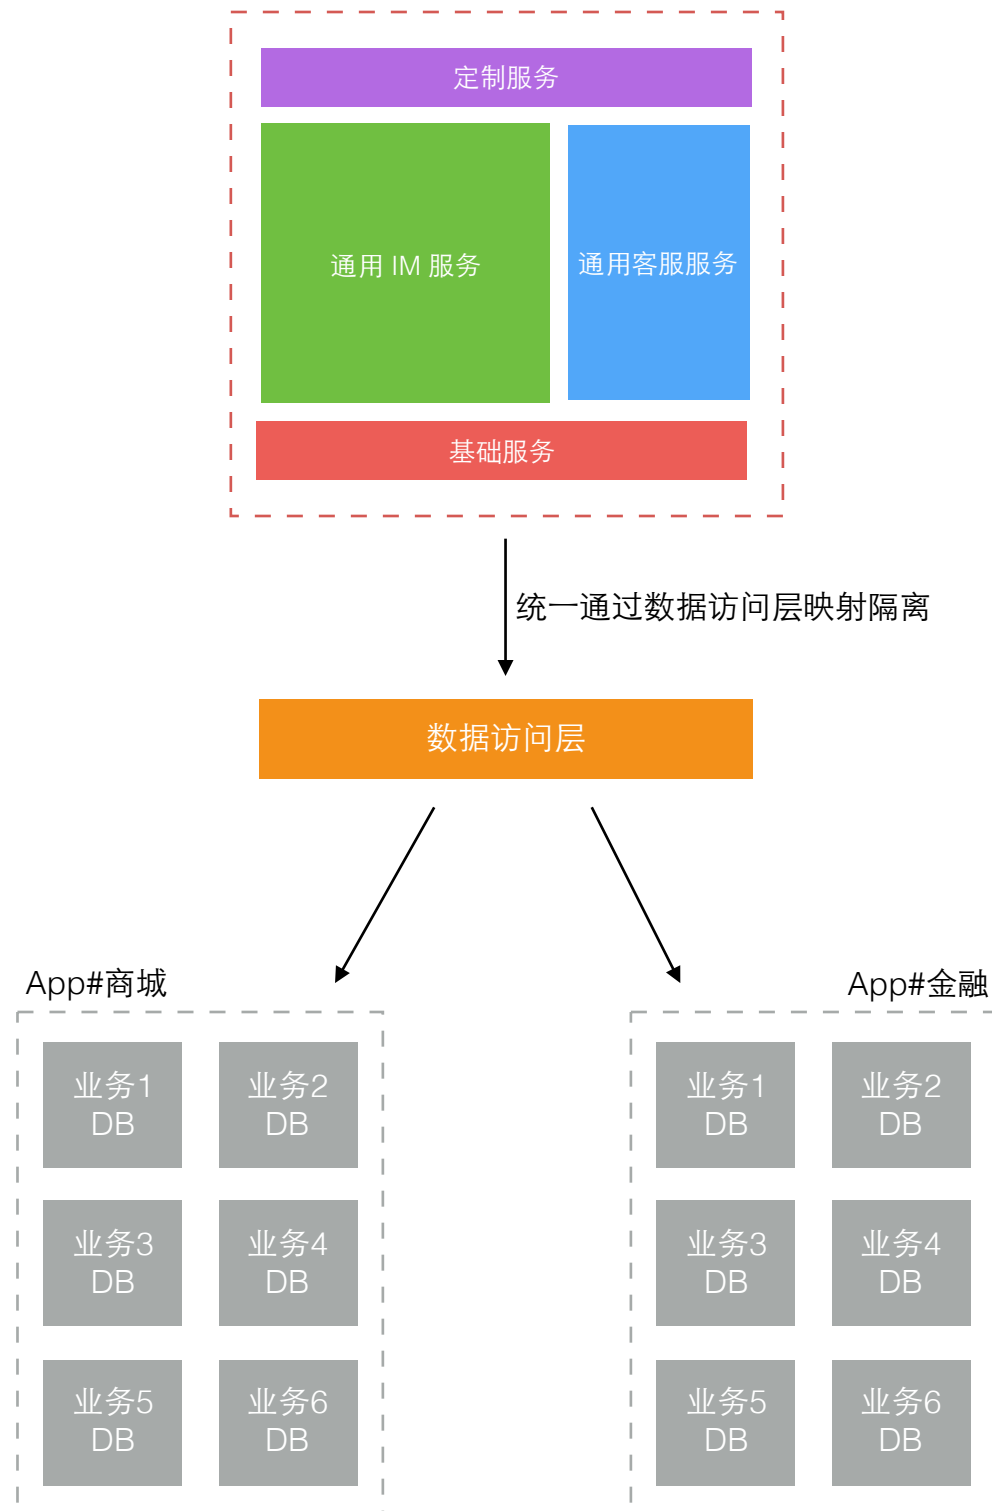 定制服务
通用 IM 服务
通用客服服务
基础服务
统一通过数据访问层映射隔离
数据访问层
App#商城
App#金融
业务1
DB
业务2
DB
业务1
DB
业务2
DB
业务3
DB
业务4
DB
业务3
DB
业务4
DB
业务5
DB
业务6
DB
业务5
DB
业务6
DB